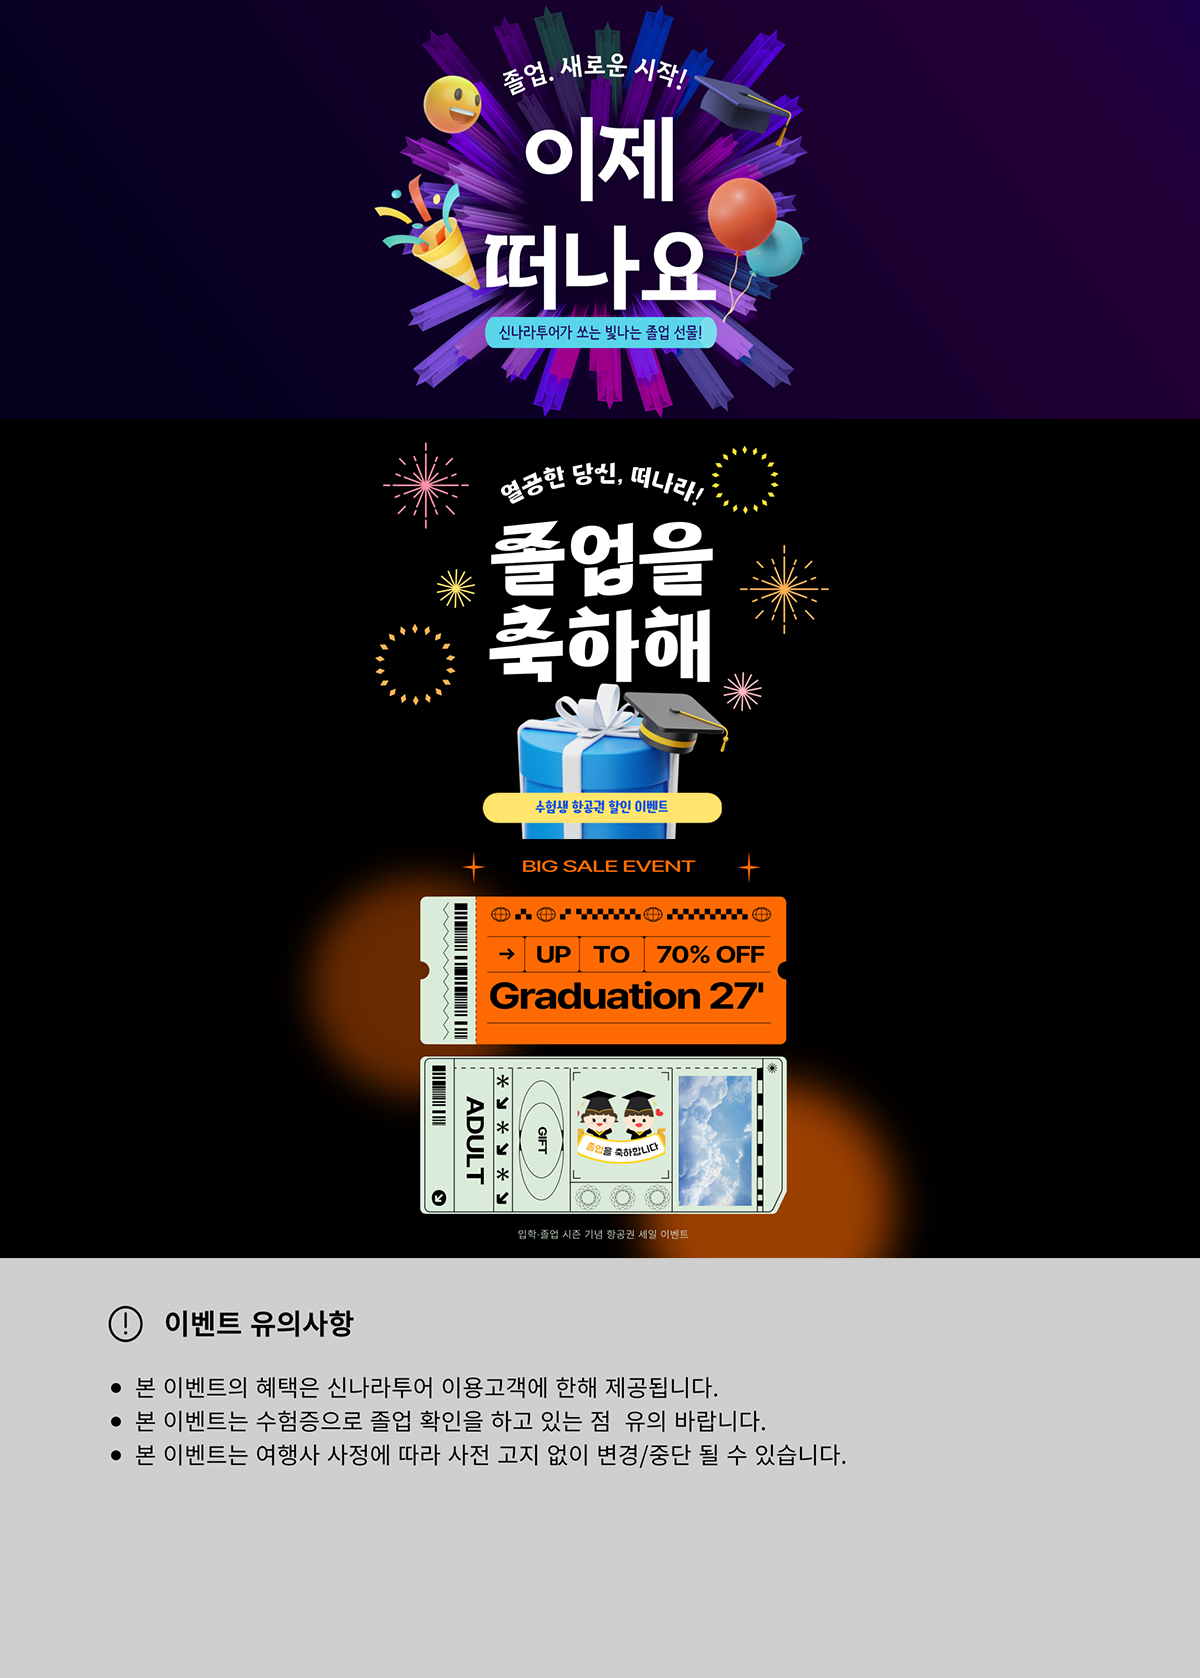 졸업. 새로운 시작!
이제
떠나요
신나라투어가 쏘는 빛나는 졸업 선물!
열공한 당신, 떠나라!
졸업을
축하해
수험생 항공권 할인 이벤트
BIG SALE EVENT
→ UP TO 70% OFF
Graduation 27'
ADULT
GIFT
졸업을 축하합니다
입학·졸업 시즌 기념 항공권 세일 이벤트
이벤트 유의사항
• 본 이벤트의 혜택은 신나라투어 이용고객에 한해 제공됩니다.
• 본 이벤트는 수험증으로 졸업 확인을 하고 있는 점 유의 바랍니다.
• 본 이벤트는 여행사 사정에 따라 사전 고지 없이 변경/중단 될 수 있습니다.